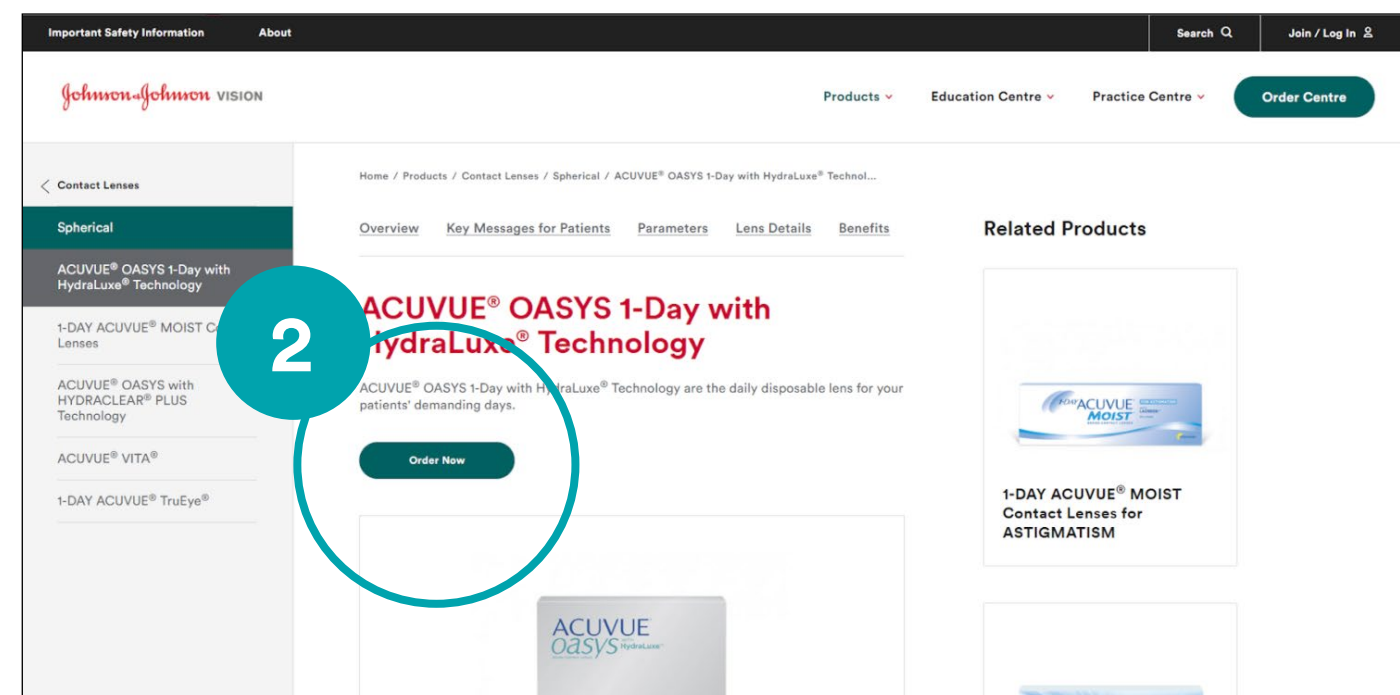 Important Safety Information About Search Join / Log In
Johnson & Johnson VISION
Products Education Centre Practice Centre Order Centre
Contact Lenses
Spherical
ACUVUE® OASYS 1-Day with
HydraLuxe® Technology
1-DAY ACUVUE® MOIST
Lenses
ACUVUE® OASYS with
HYDRACLEAR® PLUS
Technology
ACUVUE® VITA®
1-DAY ACUVUE® TruEye®
2
Home / Products / Contact Lenses / Spherical / ACUVUE® OASYS 1-Day with HydraLuxe® Technol...
Overview Key Messages for Patients Parameters Lens Details Benefits
ACUVUE® OASYS 1-Day with
HydraLuxe® Technology
ACUVUE® OASYS 1-Day with HydraLuxe® Technology are the daily disposable lens for your
patients' demanding days.
Order Now
ACUVUE
OASYS WITH HydraLuxe™
Related Products
1-DAY ACUVUE
MOIST
1-DAY ACUVUE® MOIST
Contact Lenses for
ASTIGMATISM